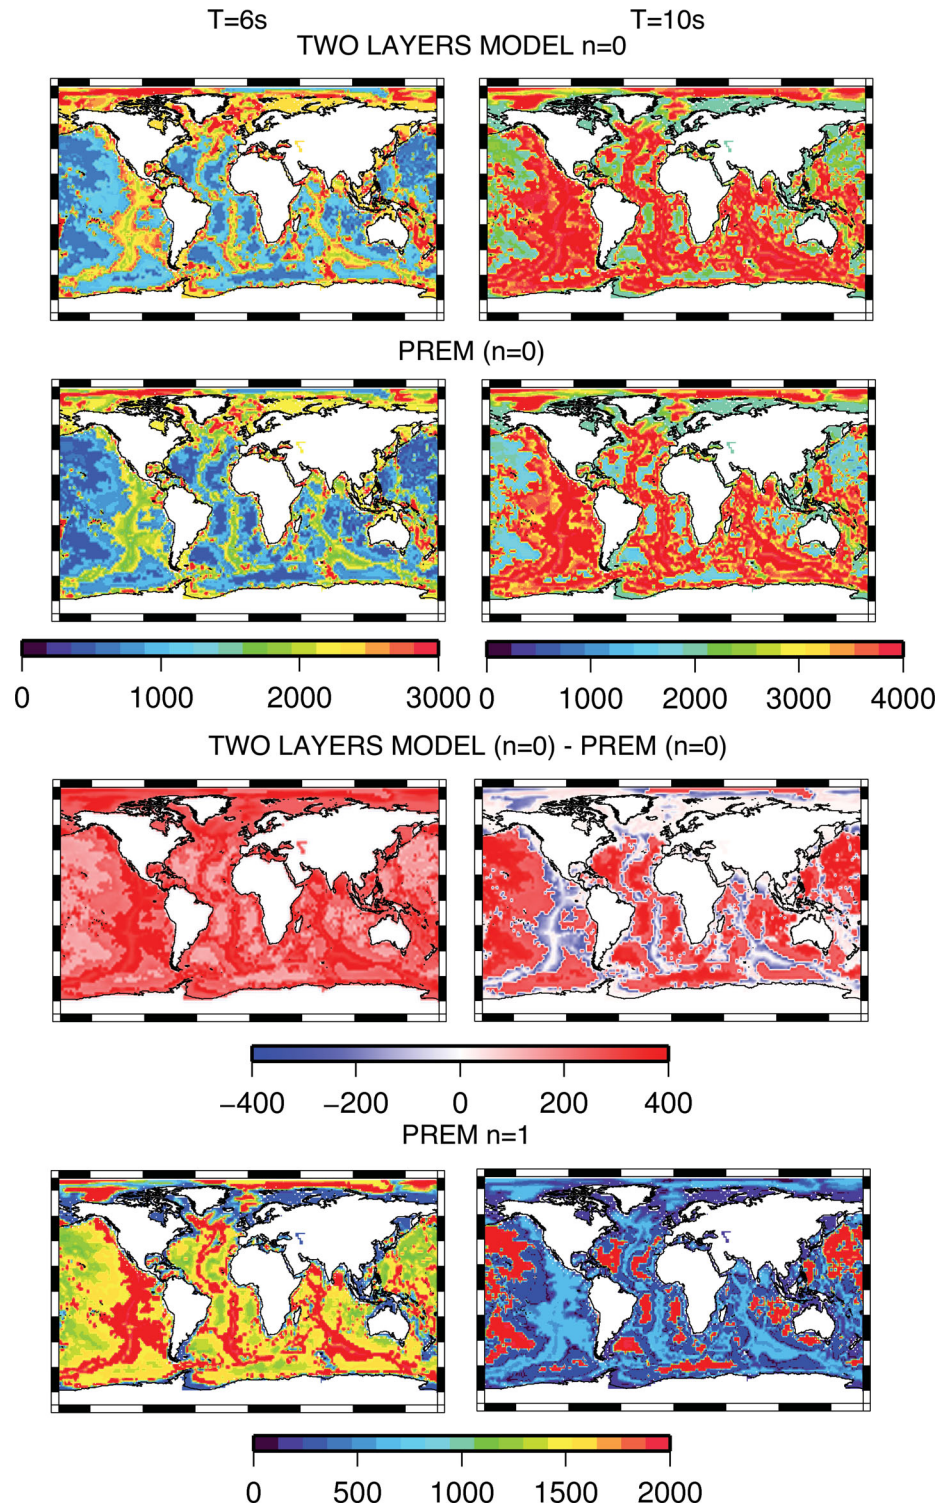 T=6s T=10s
TWO LAYERS MODEL n=0
PREM (n=0)
0 1000 2000 3000 0 1000 2000 3000 4000
TWO LAYERS MODEL (n=0) - PREM (n=0)
−400 −200 0 200 400
PREM n=1
0 500 1000 1500 2000